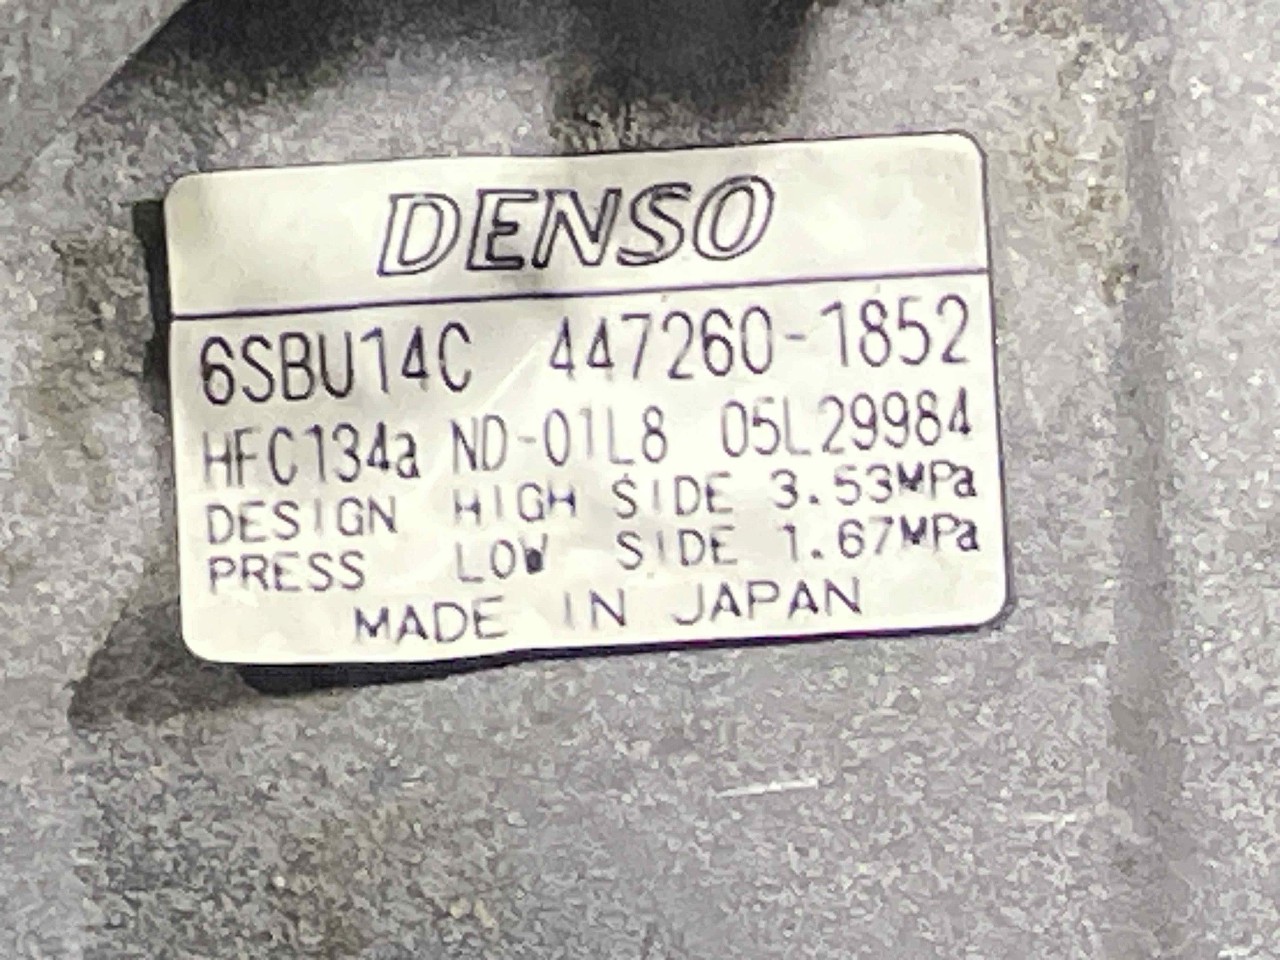 DENSO
6SBU14C 447260-1852
HFC134a ND-01L8 05L29984
DESIGN HIGH SIDE 3.53MPa
PRESS LOW SIDE 1.67MPa
MADE IN JAPAN